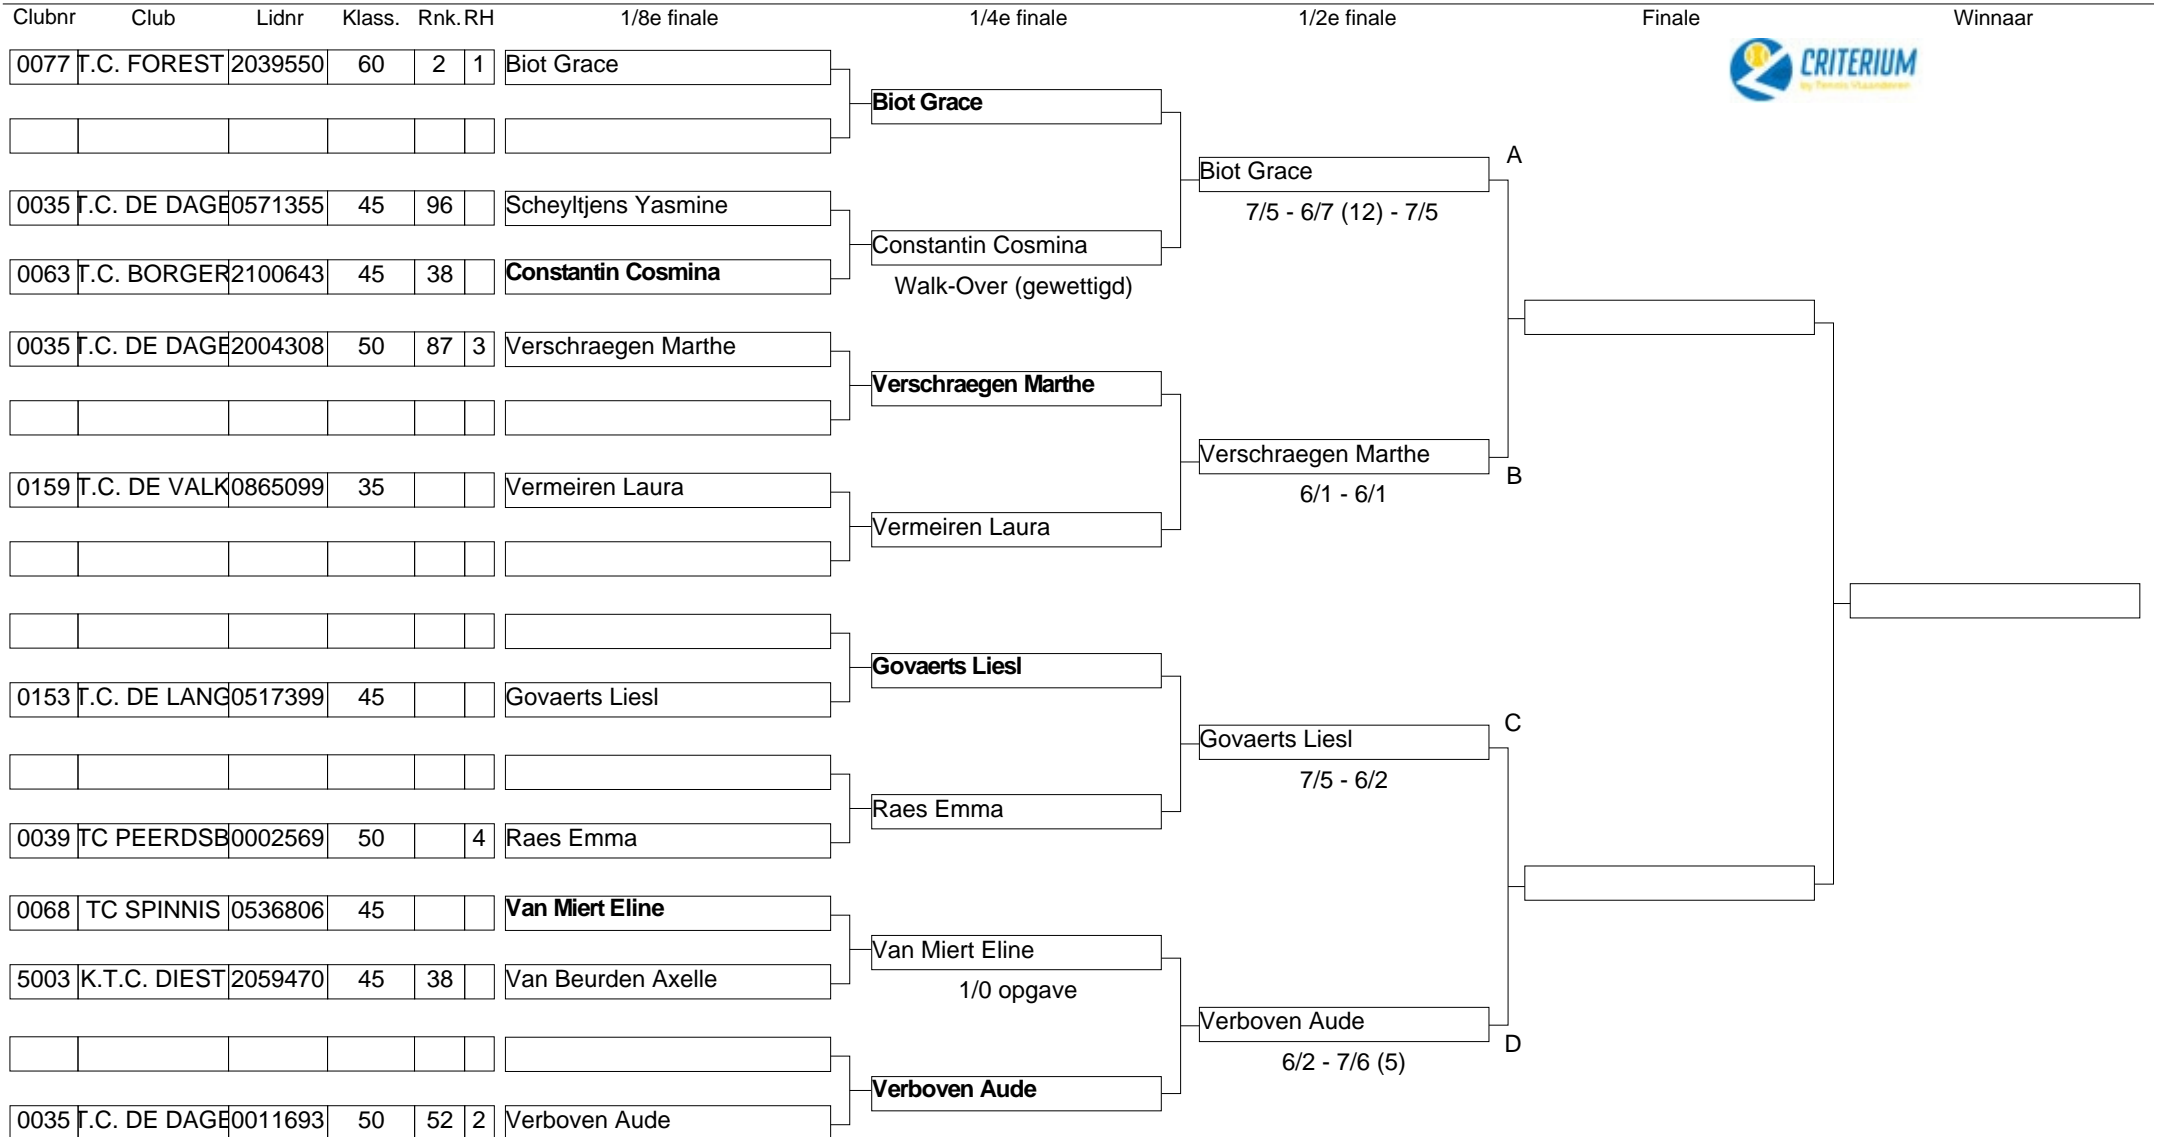 Clubnr Club Lidnr Klass. Rnk. RH 1/8e finale 1/4e finale 1/2e finale Finale Winnaar
CRITERIUM
by Tennis Vlaanderen
0077 T.C. FOREST 2039550 60 2 1 Biot Grace
Biot Grace
Biot Grace A
0035 T.C. DE DAGE 0571355 45 96 Scheyltjens Yasmine
7/5 - 6/7 (12) - 7/5
Constantin Cosmina
0063 T.C. BORGER 2100643 45 38 Constantin Cosmina
Walk-Over (gewettigd)
0035 T.C. DE DAGE 2004308 50 87 3 Verschraegen Marthe
Verschraegen Marthe
Verschraegen Marthe B
0159 T.C. DE VALK 0865099 35 Vermeiren Laura
6/1 - 6/1
Vermeiren Laura
Govaerts Liesl
0153 T.C. DE LANG 0517399 45 Govaerts Liesl
Govaerts Liesl C
7/5 - 6/2
Raes Emma
0039 TC PEERDSB 0002569 50 4 Raes Emma
0068 TC SPINNIS 0536806 45 Van Miert Eline
Van Miert Eline
5003 K.T.C. DIEST 2059470 45 38 Van Beurden Axelle
1/0 opgave
Verboven Aude D
6/2 - 7/6 (5)
Verboven Aude
0035 T.C. DE DAGE 0011693 50 52 2 Verboven Aude